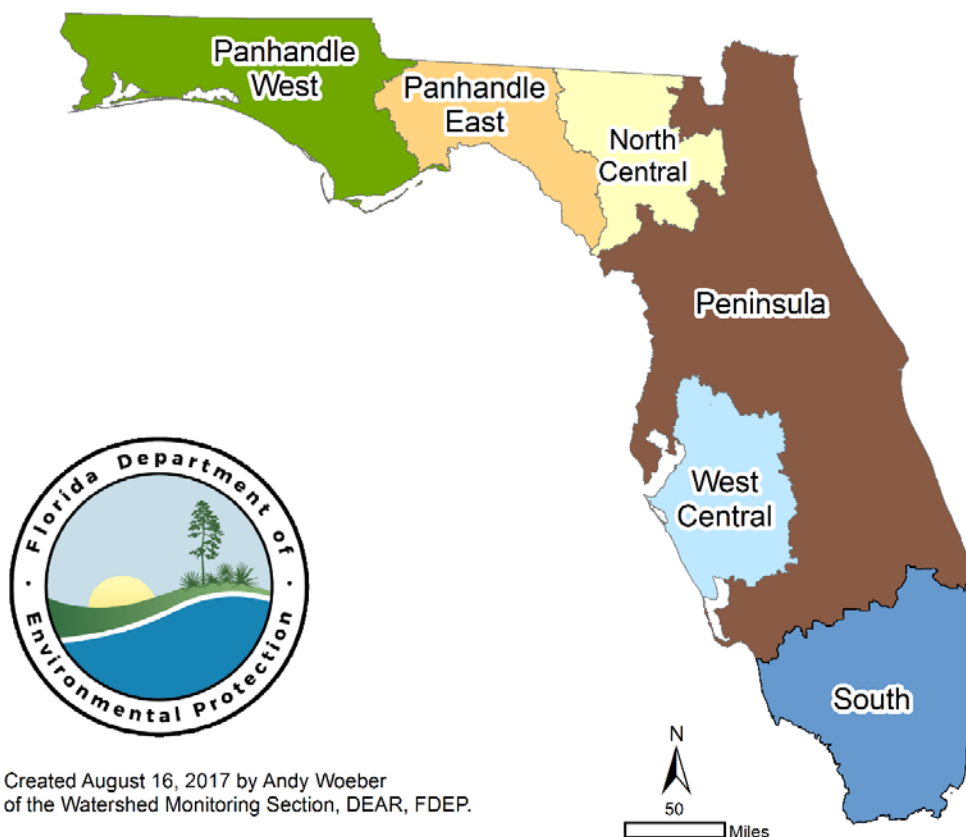 Panhandle
West
Panhandle
East
North
Central
Peninsula
West
Central
South
Florida Department of
Environmental Protection
Created August 16, 2017 by Andy Woeber
of the Watershed Monitoring Section, DEAR, FDEP.
N
50
Miles